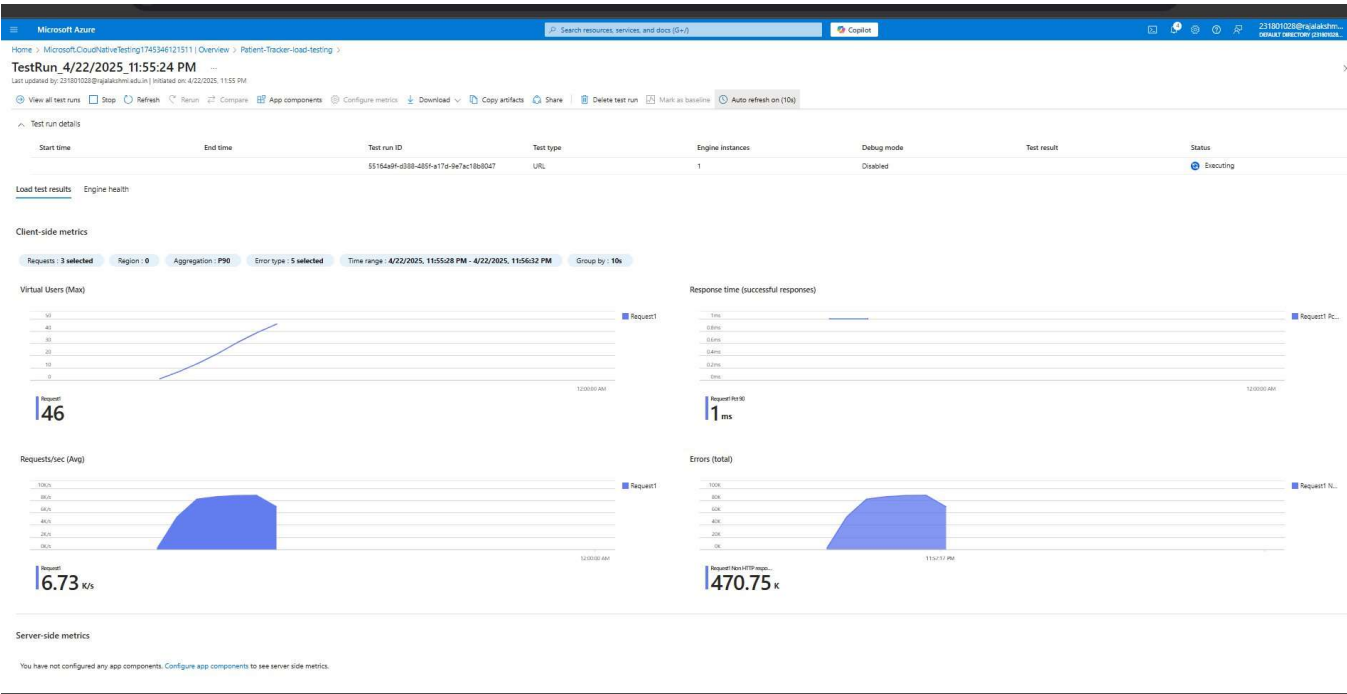 Microsoft Azure
Search resources, services, and docs (G+/)
Copilot
4
231801028@rajalakshm...
DEFAULT DIRECTORY (231801028...
Home > Microsoft.CloudNativeTesting1745346121511 | Overview > Patient-Tracker-load-testing >
TestRun_4/22/2025_11:55:24 PM ...
Last updated by: 231801028@rajalakshmi.edu.in | Initiated on: 4/22/2025, 11:55 PM
View all test runs Stop Refresh Rerun Compare App components Configure metrics Download Copy artifacts Share Delete test run Mark as baseline Auto refresh on (10s)
Test run details
Start time End time Test run ID Test type Engine instances Debug mode Test result Status
55164a9f-d388-485f-a17d-9e7ac18b8047 URL 1 Disabled Executing
Load test results Engine health
Client-side metrics
Requests : 3 selected Region : 0 Aggregation : P90 Error type : 5 selected Time range : 4/22/2025, 11:55:28 PM - 4/22/2025, 11:56:32 PM Group by : 10s
Virtual Users (Max)
50
40
30
20
10
0
12:00:00 AM
Request1
Request1
46
Response time (successful responses)
1ms
0.8ms
0.6ms
0.4ms
0.2ms
0ms
12:00:00 AM
Request1 Pc...
Request1 Pct 90
1 ms
Requests/sec (Avg)
10K/s
8K/s
6K/s
4K/s
2K/s
0K/s
12:00:00 AM
Request1
Request1
6.73 K/s
Errors (total)
100K
80K
60K
40K
20K
0K
11:57:17 PM
Request1 N...
Request1 Non HTTP respo...
470.75 K
Server-side metrics
You have not configured any app components. Configure app components to see server side metrics.